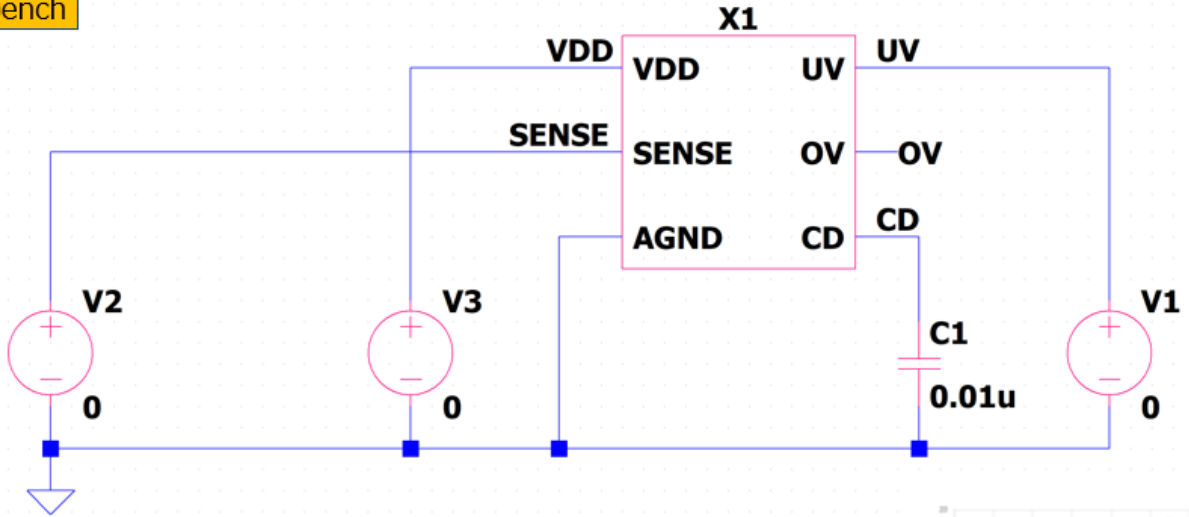 ench
X1
VDD
UV
VDD
UV
SENSE
SENSE
OV
OV
CD
AGND
CD
V2
V3
V1
C1
0.01u
0
0
0